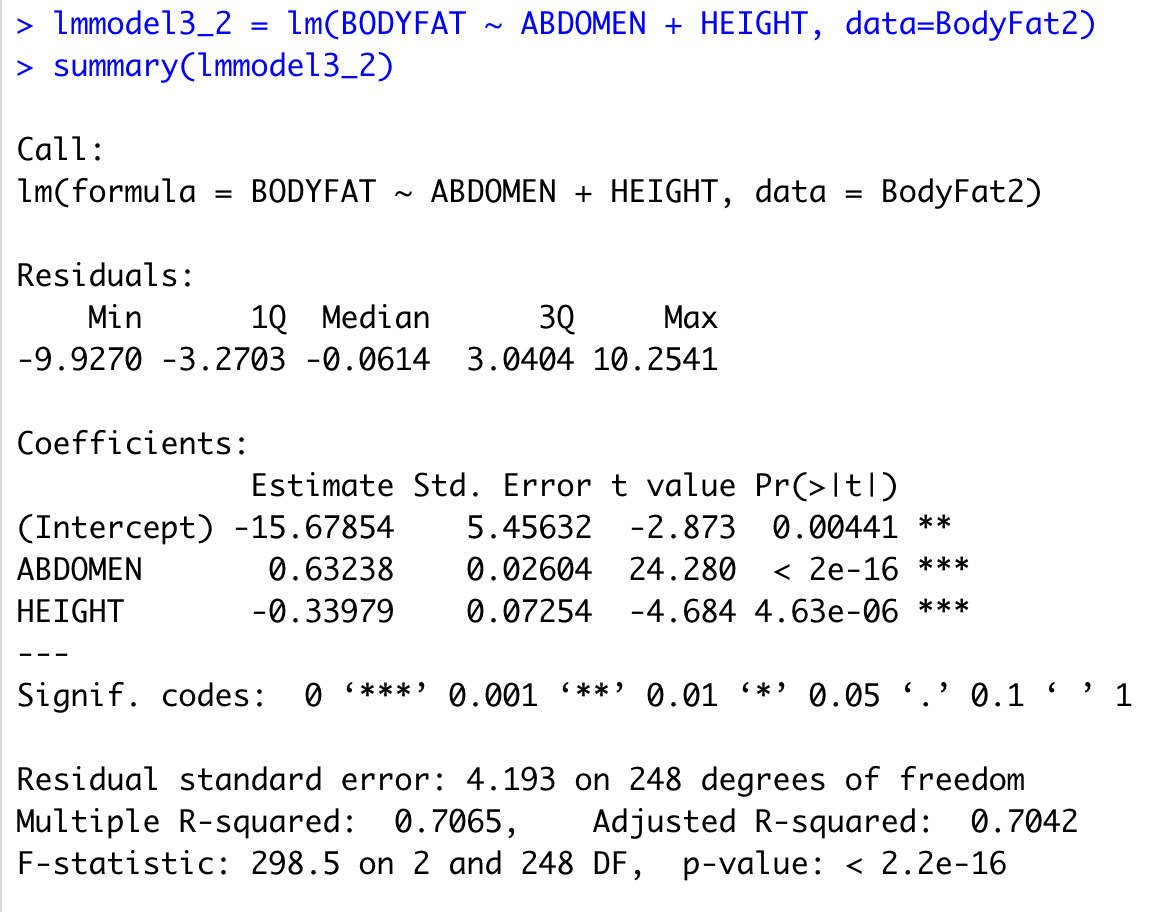 > lmmodel3_2 = lm(BODYFAT ~ ABDOMEN + HEIGHT, data=BodyFat2)
> summary(lmmodel3_2)
Call:
lm(formula = BODYFAT ~ ABDOMEN + HEIGHT, data = BodyFat2)
Residuals:
    Min      1Q  Median      3Q     Max
-9.9270 -3.2703 -0.0614  3.0404 10.2541
Coefficients:
             Estimate Std. Error t value Pr(>|t|)
(Intercept) -15.67854    5.45632  -2.873  0.00441 **
ABDOMEN       0.63238    0.02604  24.280  < 2e-16 ***
HEIGHT       -0.33979    0.07254  -4.684 4.63e-06 ***
---
Signif. codes:  0 ‘***’ 0.001 ‘**’ 0.01 ‘*’ 0.05 ‘.’ 0.1 ‘ ’ 1
Residual standard error: 4.193 on 248 degrees of freedom
Multiple R-squared:  0.7065,    Adjusted R-squared:  0.7042
F-statistic: 298.5 on 2 and 248 DF,  p-value: < 2.2e-16